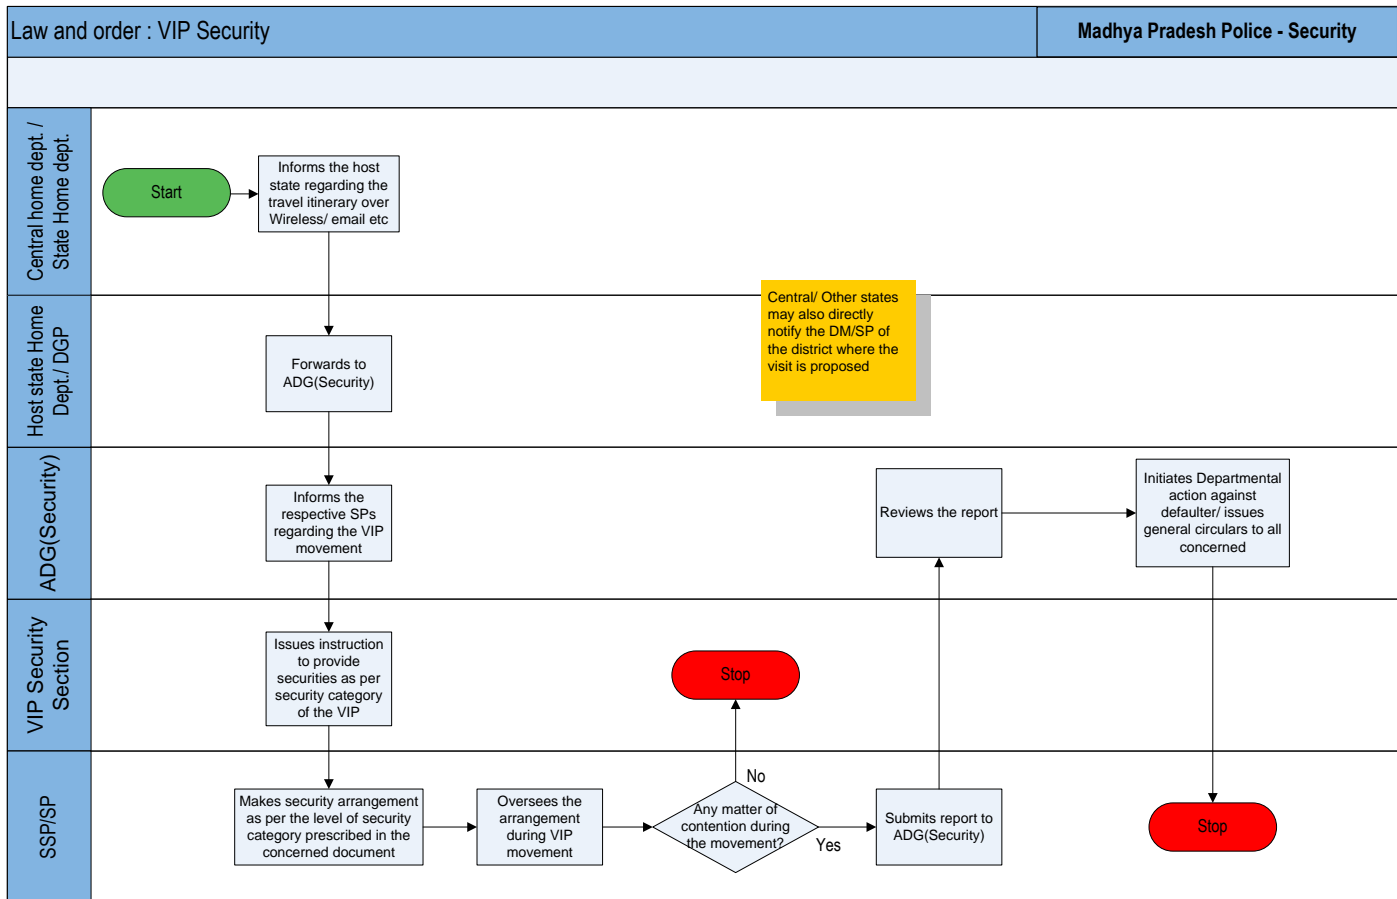 Law and order : VIP Security
Madhya Pradesh Police - Security
Central home dept. /
State Home dept.
Start
Informs the host
state regarding the
travel itinerary over
Wireless/ email etc
Host state Home
Dept./ DGP
Forwards to
ADG(Security)
Central/ Other states
may also directly
notify the DM/SP of
the district where the
visit is proposed
ADG(Security)
Informs the
respective SPs
regarding the VIP
movement
Reviews the report
Initiates Departmental
action against
defaulter/ issues
general circulars to all
concerned
VIP Security
Section
Issues instruction
to provide
securities as per
security category
of the VIP
Stop
SSP/SP
Makes security arrangement
as per the level of security
category prescribed in the
concerned document
Oversees the
arrangement
during VIP
movement
Any matter of
contention during
the movement?
No
Yes
Submits report to
ADG(Security)
Stop